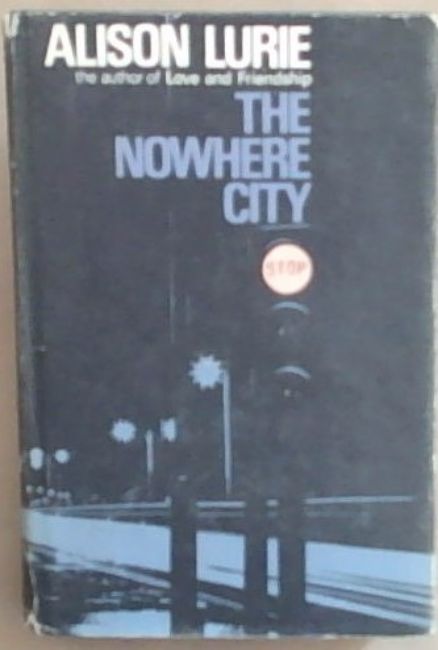 ALISON LURIE
the author of Love and Friendship
THE
NOWHERE
CITY
STOP